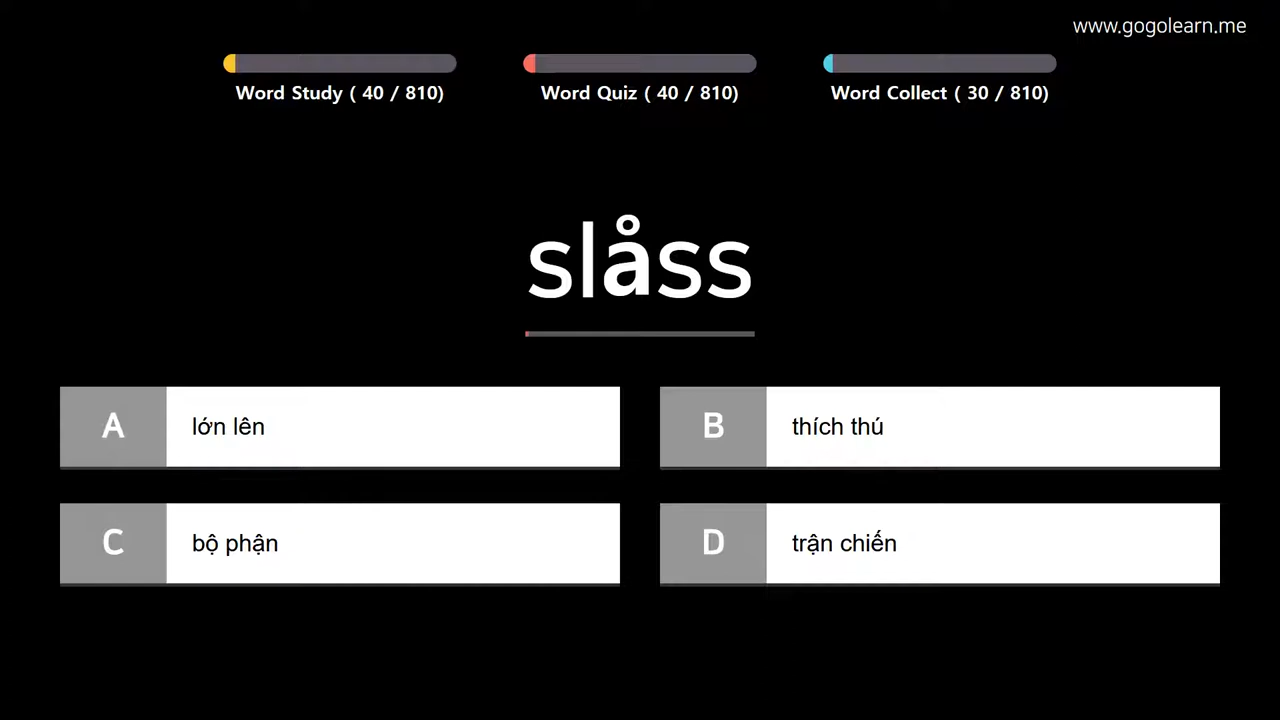 www.gogolearn.me
Word Study ( 40 / 810)
Word Quiz ( 40 / 810)
Word Collect ( 30 / 810)
slåss
A lớn lên
B thích thú
C bộ phận
D trận chiến